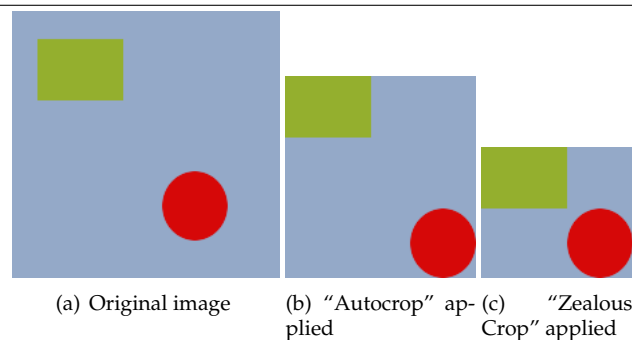 (a) Original image
(b) “Autocrop” ap-
plied
(c) “Zealous
Crop” applied